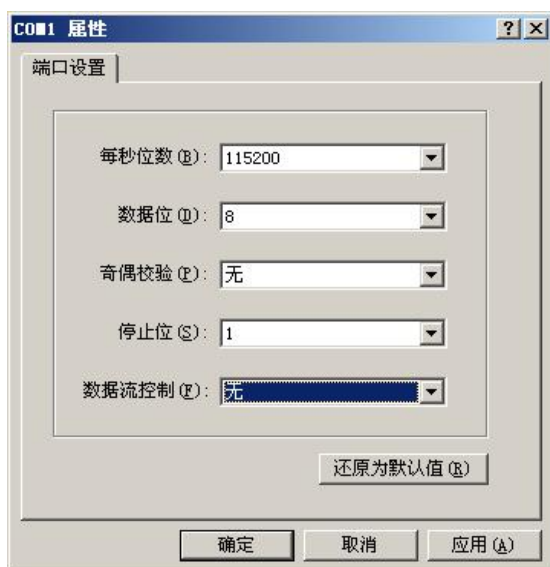 COM1 属性
端口设置
每秒位数(B): 115200
数据位(D): 8
奇偶校验(P): 无
停止位(S): 1
数据流控制(F): 无
还原为默认值(R)
确定 取消 应用(A)